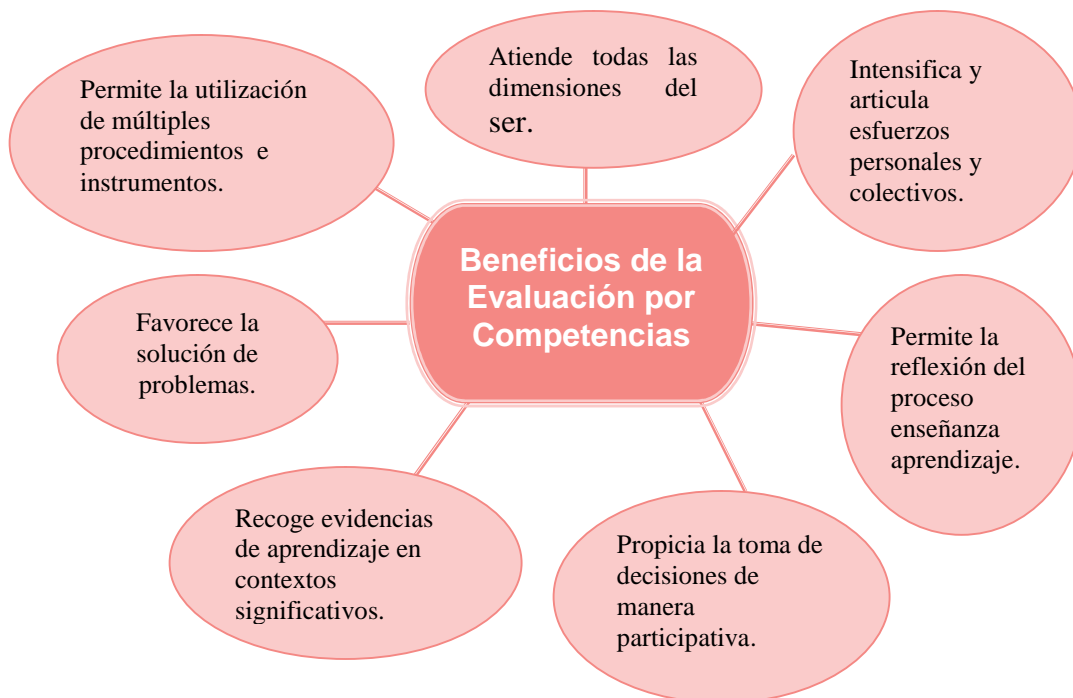 Permite la utilización
de múltiples
procedimientos e
instrumentos.
Atiende todas las
dimensiones del
ser.
Intensifica y
articula
esfuerzos
personales y
colectivos.
Beneficios de la
Evaluación por
Competencias
Favorece la
solución de
problemas.
Permite la
reflexión del
proceso
enseñanza
aprendizaje.
Recoge evidencias
de aprendizaje en
contextos
significativos.
Propicia la toma de
decisiones de
manera
participativa.